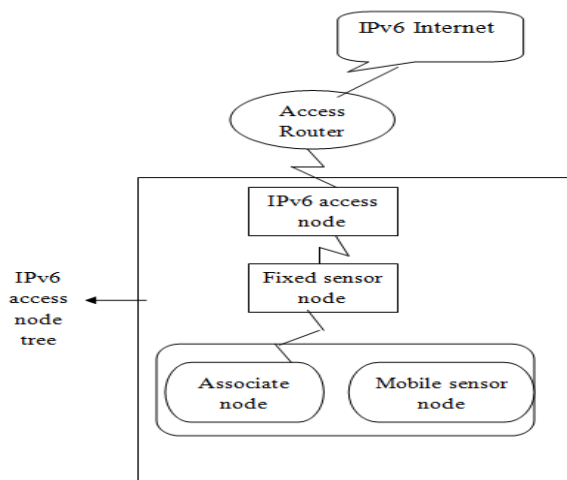 IPv6 Internet
Access
Router
IPv6 access
node
Fixed sensor
node
IPv6
access
node
tree
Associate
node
Mobile sensor
node